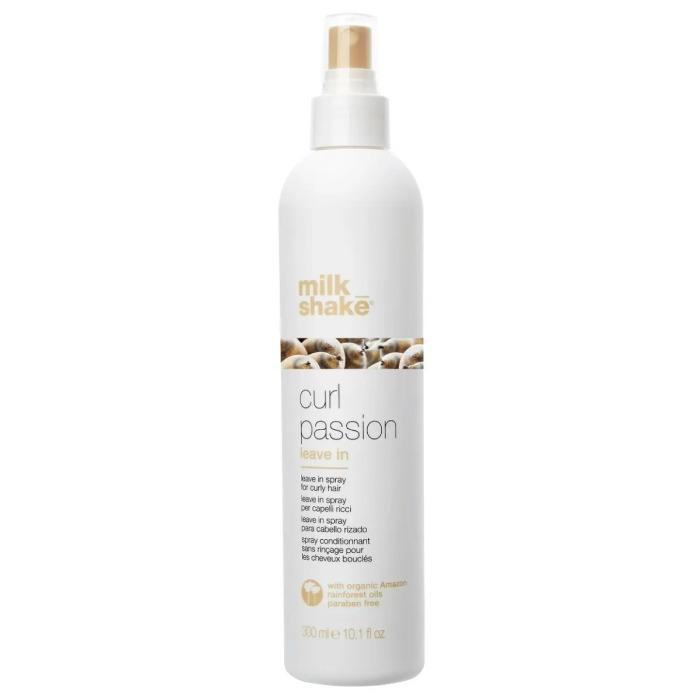 milk
shake®
curl
passion
leave in
leave in spray
for curly hair
leave in spray
per capelli ricci
leave in spray
para cabello rizado
spray conditionnant
sans rinçage pour
les cheveux bouclés
with organic Amazon
rainforest oils
paraben free
300 ml e 10.1 fl oz